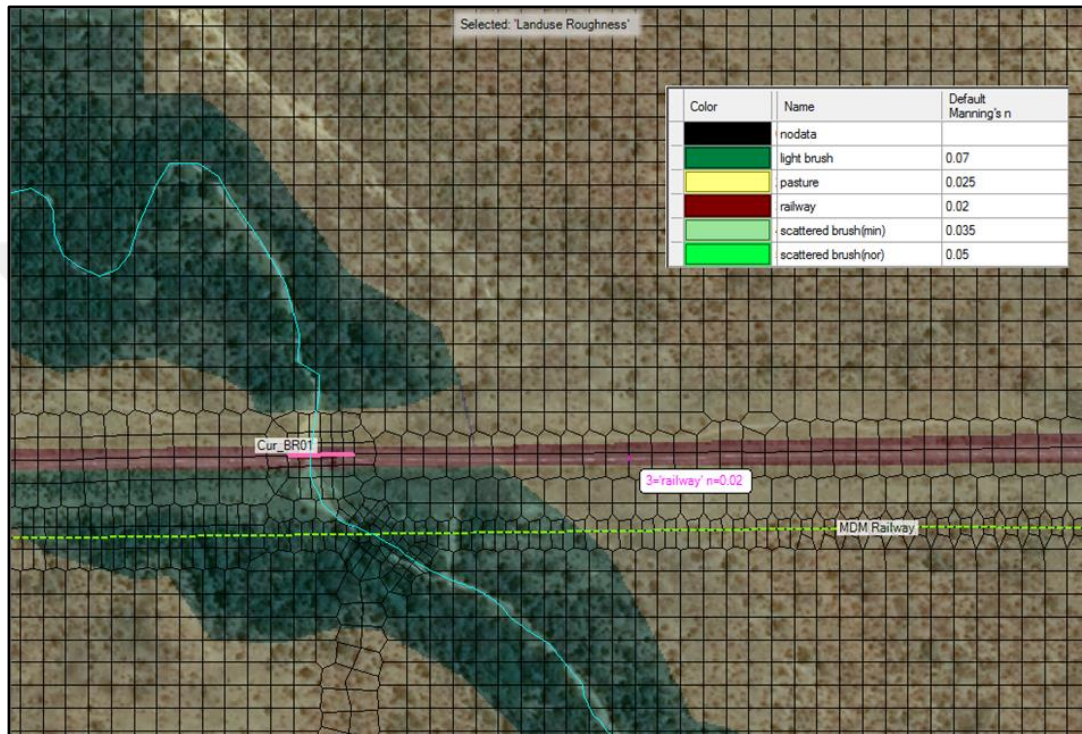 Selected: 'Landuse Roughness'
Color Name Default Manning's n
nodata
light brush 0.07
pasture 0.025
railway 0.02
scattered brush(min) 0.035
scattered brush(nor) 0.05
Cur_BR01
3='railway' n=0.02
MDM Railway